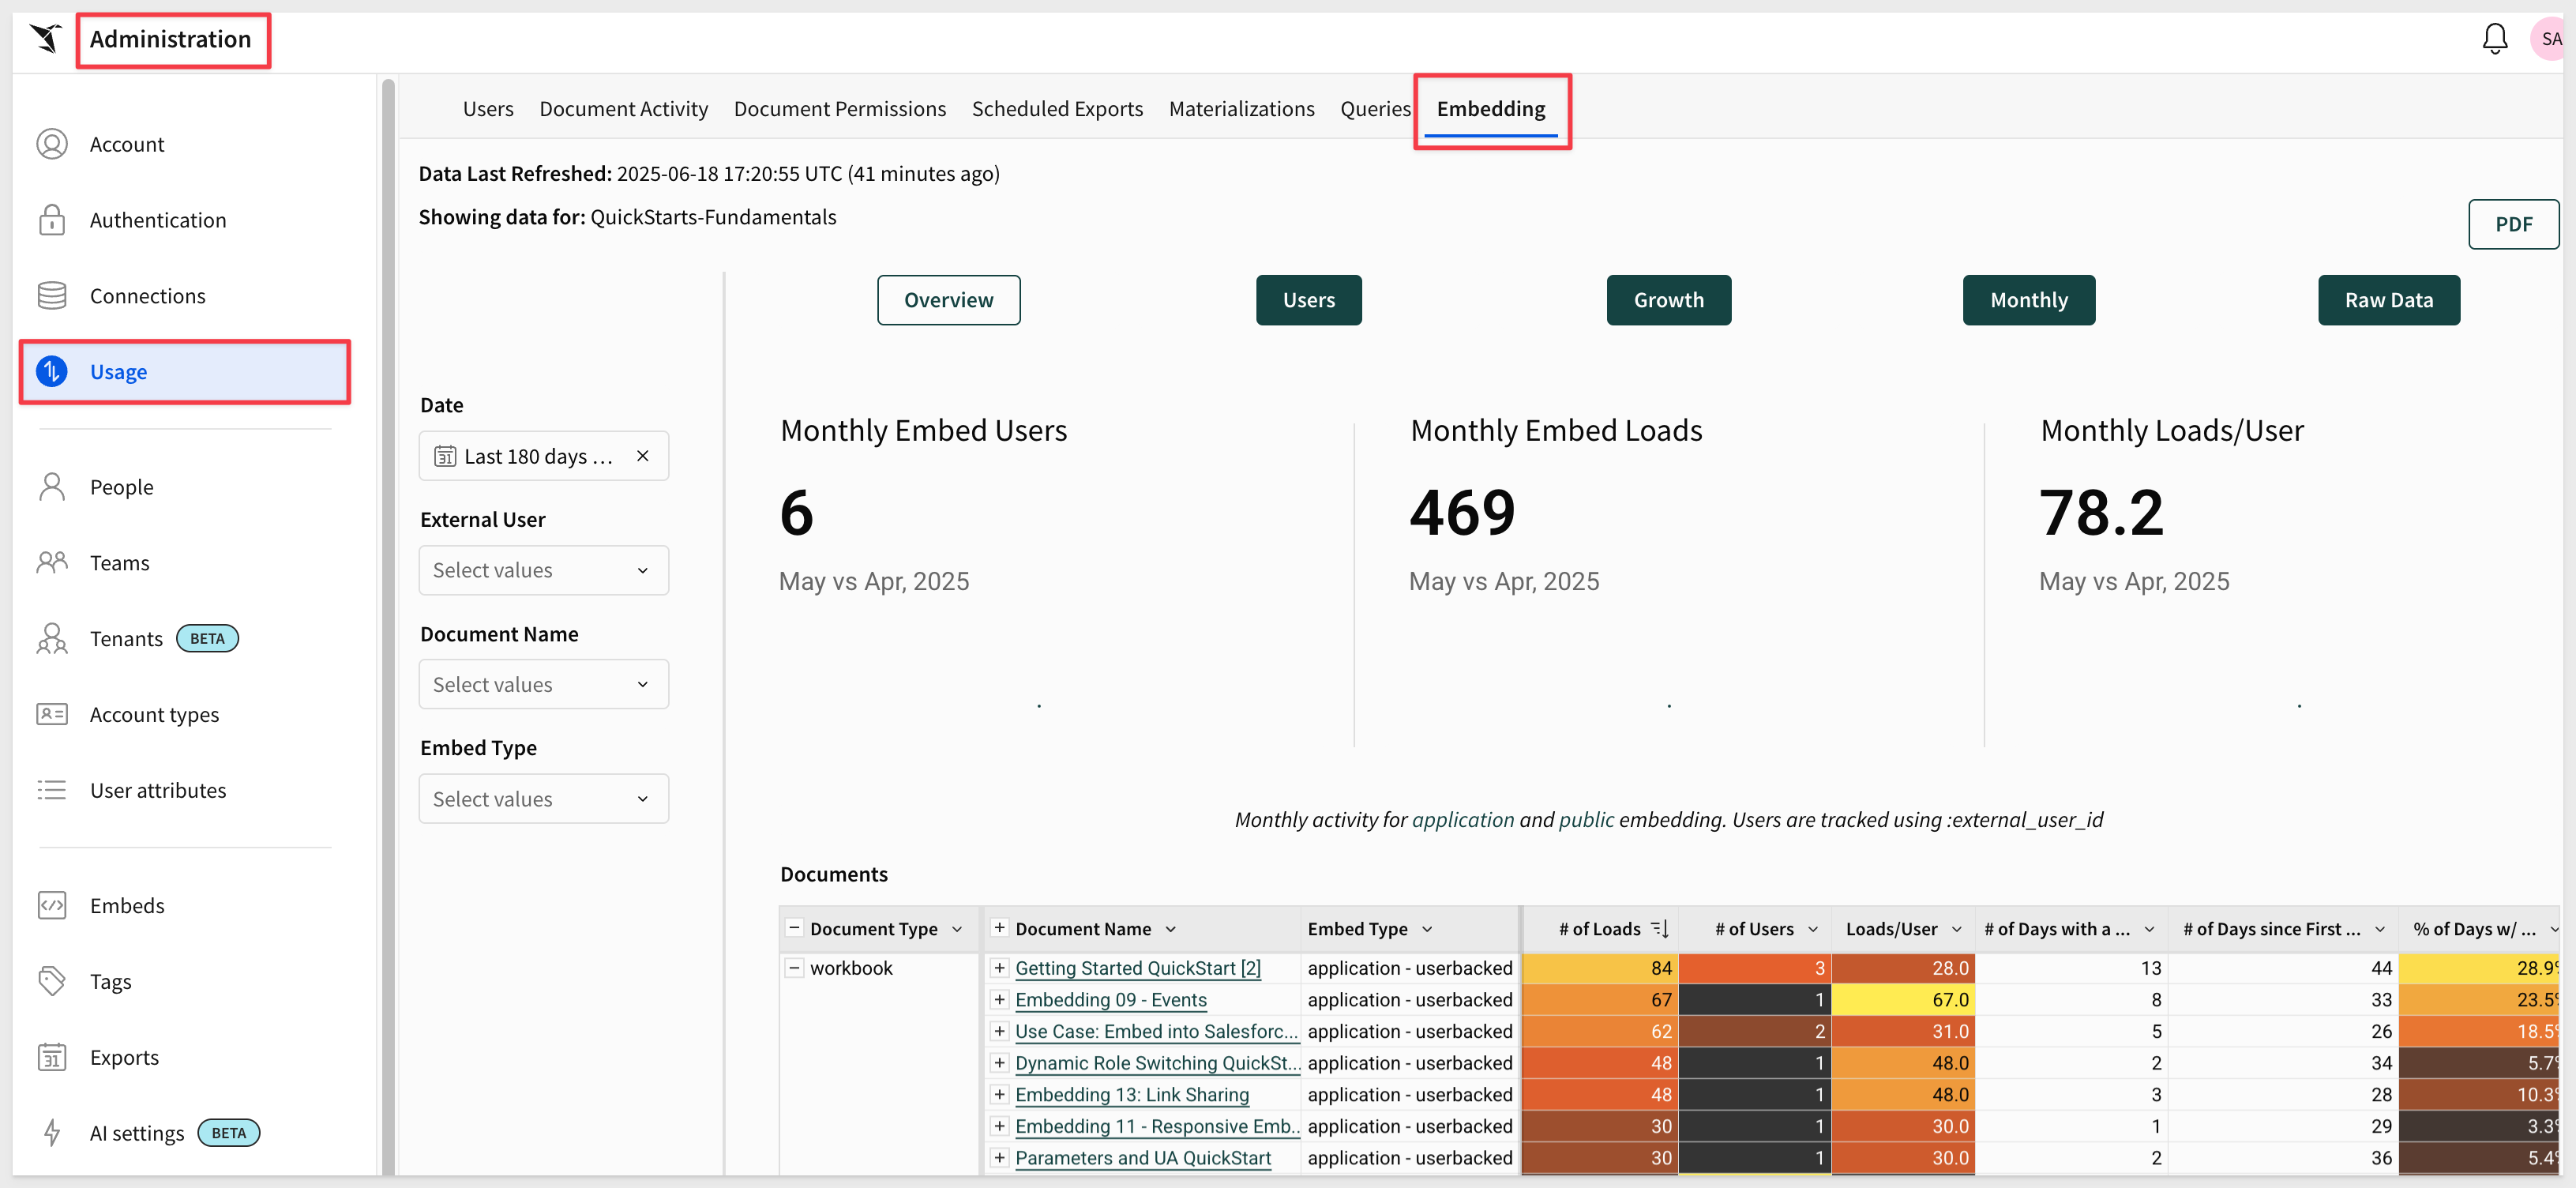 Administration
SA
Account
Authentication
Connections
Usage
People
Teams
Tenants BETA
Account types
User attributes
Embeds
Tags
31 Exports
AI settings BETA
Users Document Activity Document Permissions Scheduled Exports Materializations Queries Embedding
Data Last Refreshed: 2025-06-18 17:20:55 UTC (41 minutes ago)
Showing data for: QuickStarts-Fundamentals
PDF
Overview Users Growth Monthly Raw Data
Date
31 Last 180 days ...
External User
Select values
Document Name
Select values
Embed Type
Select values
Monthly Embed Users
6
May vs Apr, 2025
Monthly Embed Loads
469
May vs Apr, 2025
Monthly Loads/User
78.2
May vs Apr, 2025
Monthly activity for application and public embedding. Users are tracked using :external_user_id
Documents
Document Type Document Name Embed Type # of Loads # of Users Loads/User # of Days with a ... # of Days since First ... % of Days w/ ...
workbook Getting Started QuickStart [2] application - userbacked 84 3 28.0 13 44 28.9%
Embedding 09 - Events application - userbacked 67 1 67.0 8 33 23.5%
Use Case: Embed into Salesforc... application - userbacked 62 2 31.0 5 26 18.5%
Dynamic Role Switching QuickSt... application - userbacked 48 1 48.0 2 34 5.7%
Embedding 13: Link Sharing application - userbacked 48 1 48.0 3 28 10.3%
Embedding 11 - Responsive Emb... application - userbacked 30 1 30.0 1 29 3.3%
Parameters and UA QuickStart application - userbacked 30 1 30.0 2 36 5.4%